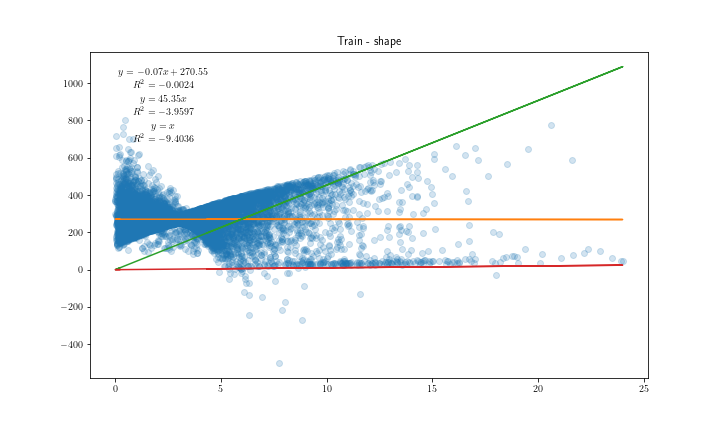 Train - shape
y = −0.07x + 270.55
R² = −0.0024
y = 45.35x
R² = −3.9597
y = x
R² = −9.4036
1000
800
600
400
200
0
−200
−400
0 5 10 15 20 25